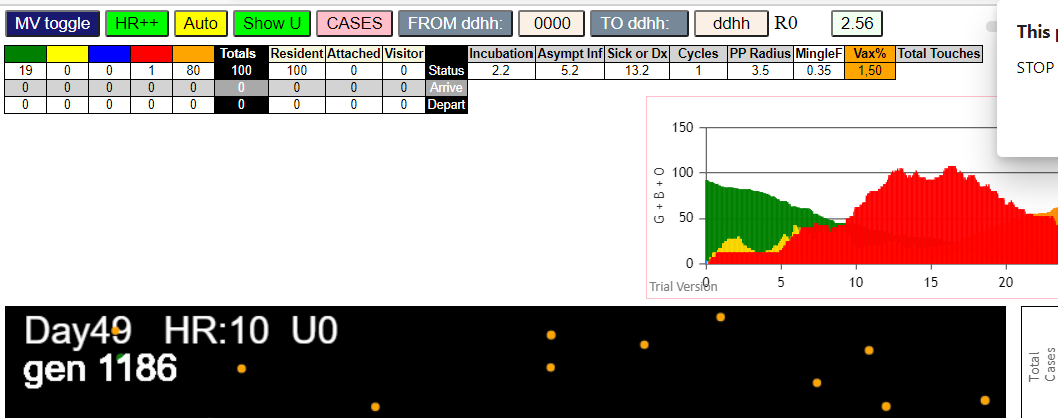 MV toggle HR++ Auto Show U CASES FROM ddhh: 0000 TO ddhh: ddhh R0 2.56
This
STOP
Totals Resident Attached Visitor Incubation Asympt Inf Sick or Dx Cycles PP Radius MingleF Vax% Total Touches
19 0 0 1 80 100 100 0 0 Status 2.2 5.2 13.2 1 3.5 0.35 1,50
0 0 0 0 0 0 0 0 0 Arrive
0 0 0 0 0 0 0 0 0 Depart
150
100
50
0
G + B + O
0 5 10 15 20
Trial Version
Day49 HR:10 U0
gen 1186
Total
Cases